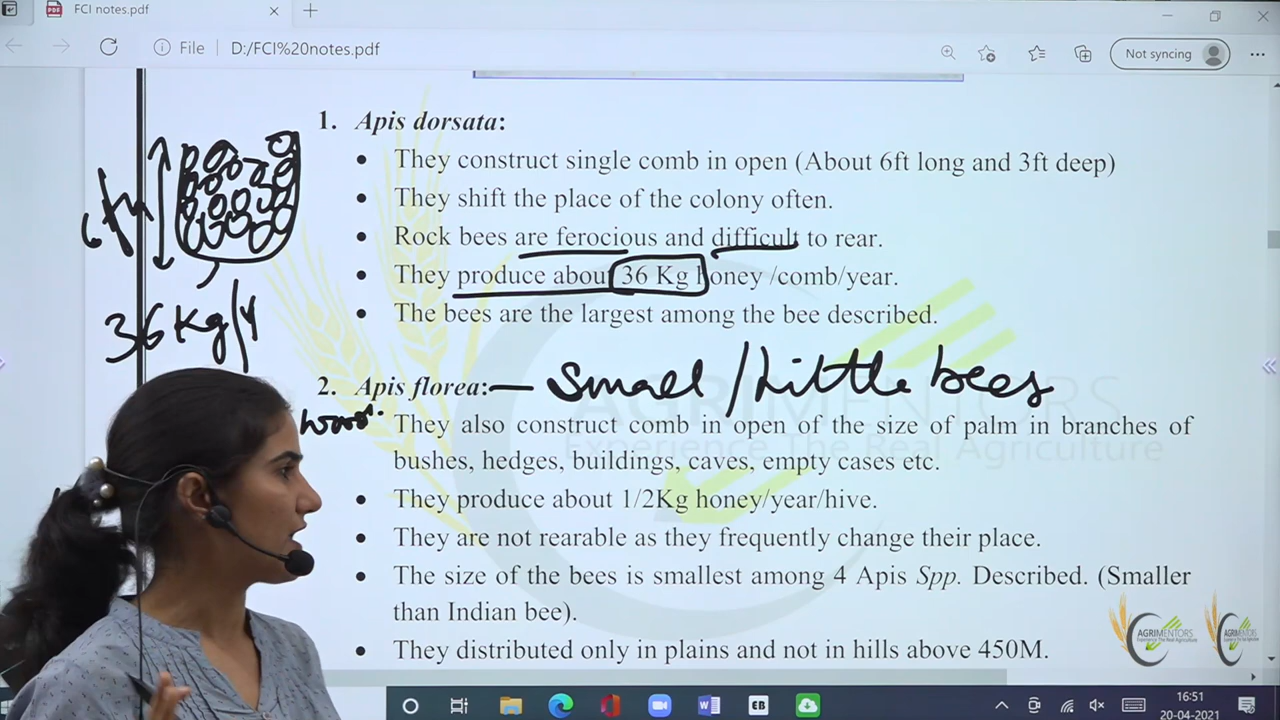 FCI notes.pdf
File D:/FCI%20notes.pdf
Not syncing
1. Apis dorsata:
• They construct single comb in open (About 6ft long and 3ft deep)
• They shift the place of the colony often.
• Rock bees are ferocious and difficult to rear.
• They produce about 36 Kg honey /comb/year.
• The bees are the largest among the bee described.
36 Kg/Y
2. Apis florea: — Small / Little bees
• They also construct comb in open of the size of palm in branches of
bushes, hedges, buildings, caves, empty cases etc.
• They produce about 1/2Kg honey/year/hive.
• They are not rearable as they frequently change their place.
• The size of the bees is smallest among 4 Apis Spp. Described. (Smaller
than Indian bee).
• They distributed only in plains and not in hills above 450M.
AGRIMENTORS
Experience The Real Agriculture
AGRIMENTORS
Experience The Real Agriculture
AGRIMENTORS
EB
16:51
20-04-2021